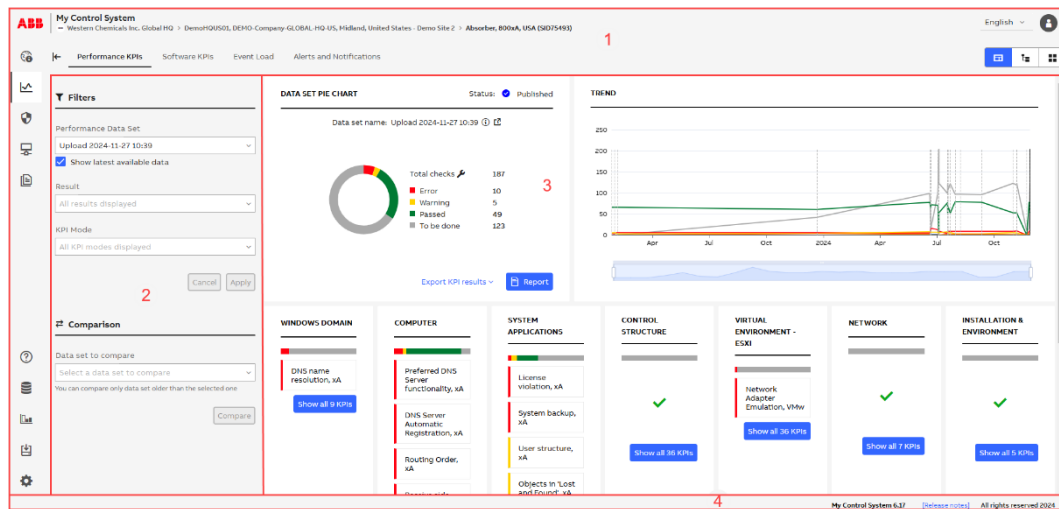 ABB
My Control System
Western Chemicals Inc. Global HQ > DemoHQUS01, DEMO-Company-GLOBAL-HQ-US, Midland, United States - Demo Site 2 > Absorber, 800xA, USA (SID75493)
English
1
Performance KPIs Software KPIs Event Load Alerts and Notifications
Filters
Performance Data Set
Upload 2024-11-27 10:39
Show latest available data
Result
All results displayed
KPI Mode
All KPI modes displayed
Cancel Apply
2
Comparison
Data set to compare
Select a data set to compare
You can compare only data set older than the selected one
Compare
DATA SET PIE CHART Status: Published
Data set name: Upload 2024-11-27 10:39
Total checks 187
Error 10
Warning 5
Passed 49
To be done 123
3
Export KPI results Report
TREND
250
200
150
100
50
0
Apr Jul Oct 2024 Apr Jul Oct
WINDOWS DOMAIN
DNS name
resolution, xA
Show all 9 KPIs
COMPUTER
Preferred DNS
Server
functionality, xA
DNS Server
Automatic
Registration, xA
Routing Order,
xA
SYSTEM
APPLICATIONS
License
violation, xA
System backup,
xA
User structure,
xA
Objects in 'Lost
and Found', xA
CONTROL
STRUCTURE
Show all 36 KPIs
VIRTUAL
ENVIRONMENT -
ESXI
Network
Adapter
Emulation, VMw
Show all 36 KPIs
NETWORK
Show all 7 KPIs
INSTALLATION &
ENVIRONMENT
Show all 5 KPIs
4
My Control System 6.17 [Release notes] All rights reserved 2024